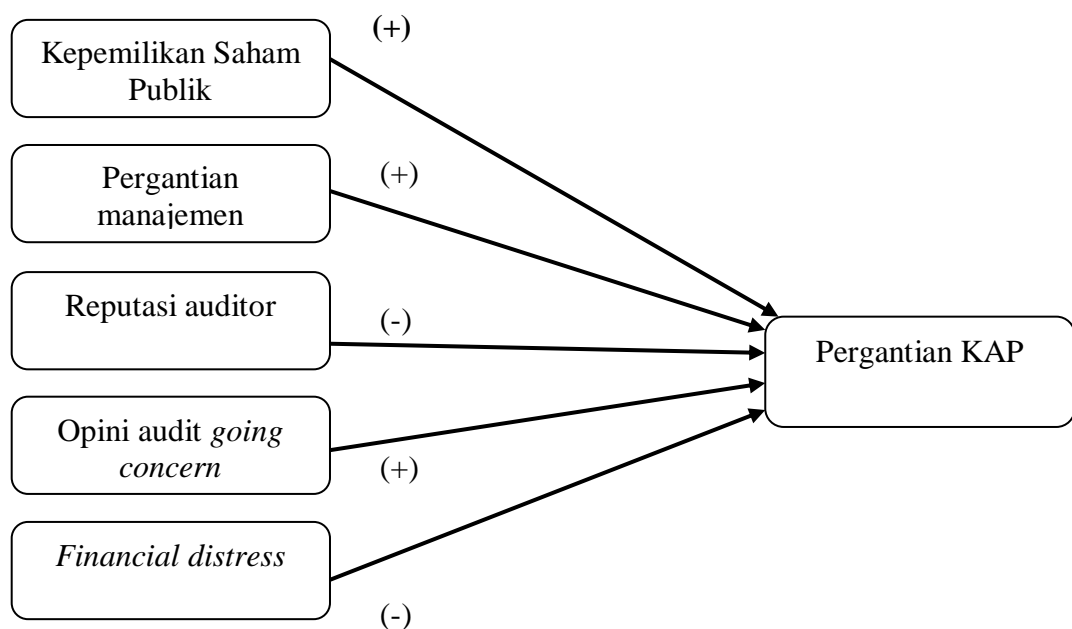 (+)
Kepemilikan Saham
Publik
Pergantian
manajemen
(+)
Reputasi auditor
(-)
Pergantian KAP
Opini audit going
concern
(+)
Financial distress
(-)